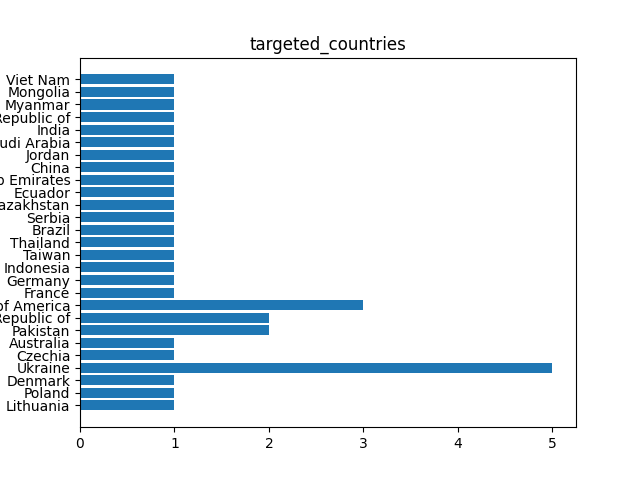 targeted_countries
Viet Nam
Mongolia
Myanmar
Republic of
India
udi Arabia
Jordan
China
b Emirates
Ecuador
azakhstan
Serbia
Brazil
Thailand
Taiwan
Indonesia
Germany
France
of America
Republic of
Pakistan
Australia
Czechia
Ukraine
Denmark
Poland
Lithuania
0 1 2 3 4 5